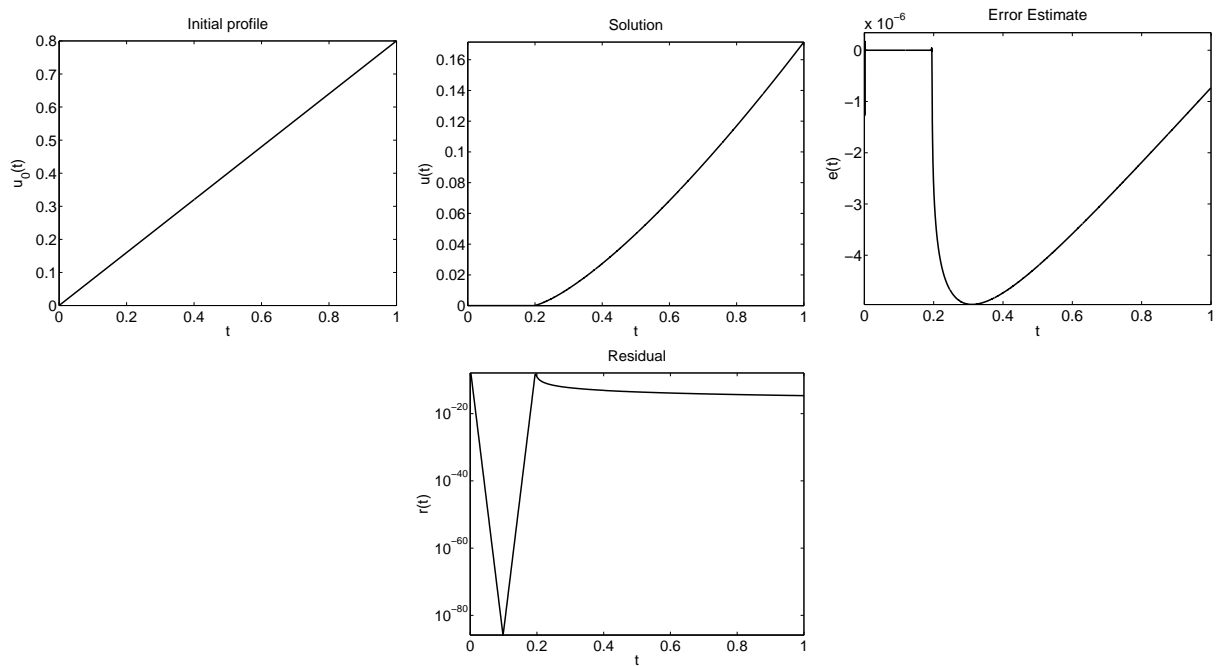 Initial profile
0.8
0.7
0.6
0.5
0.4
0.3
0.2
0.1
0
u0(t)
0 0.2 0.4 0.6 0.8 1
t
Solution
0.16
0.14
0.12
0.1
0.08
0.06
0.04
0.02
0
u(t)
0 0.2 0.4 0.6 0.8 1
t
Error Estimate
x 10−6
0
−1
−2
−3
−4
e(t)
0 0.2 0.4 0.6 0.8 1
t
Residual
10−20
10−40
10−60
10−80
r(t)
0 0.2 0.4 0.6 0.8 1
t